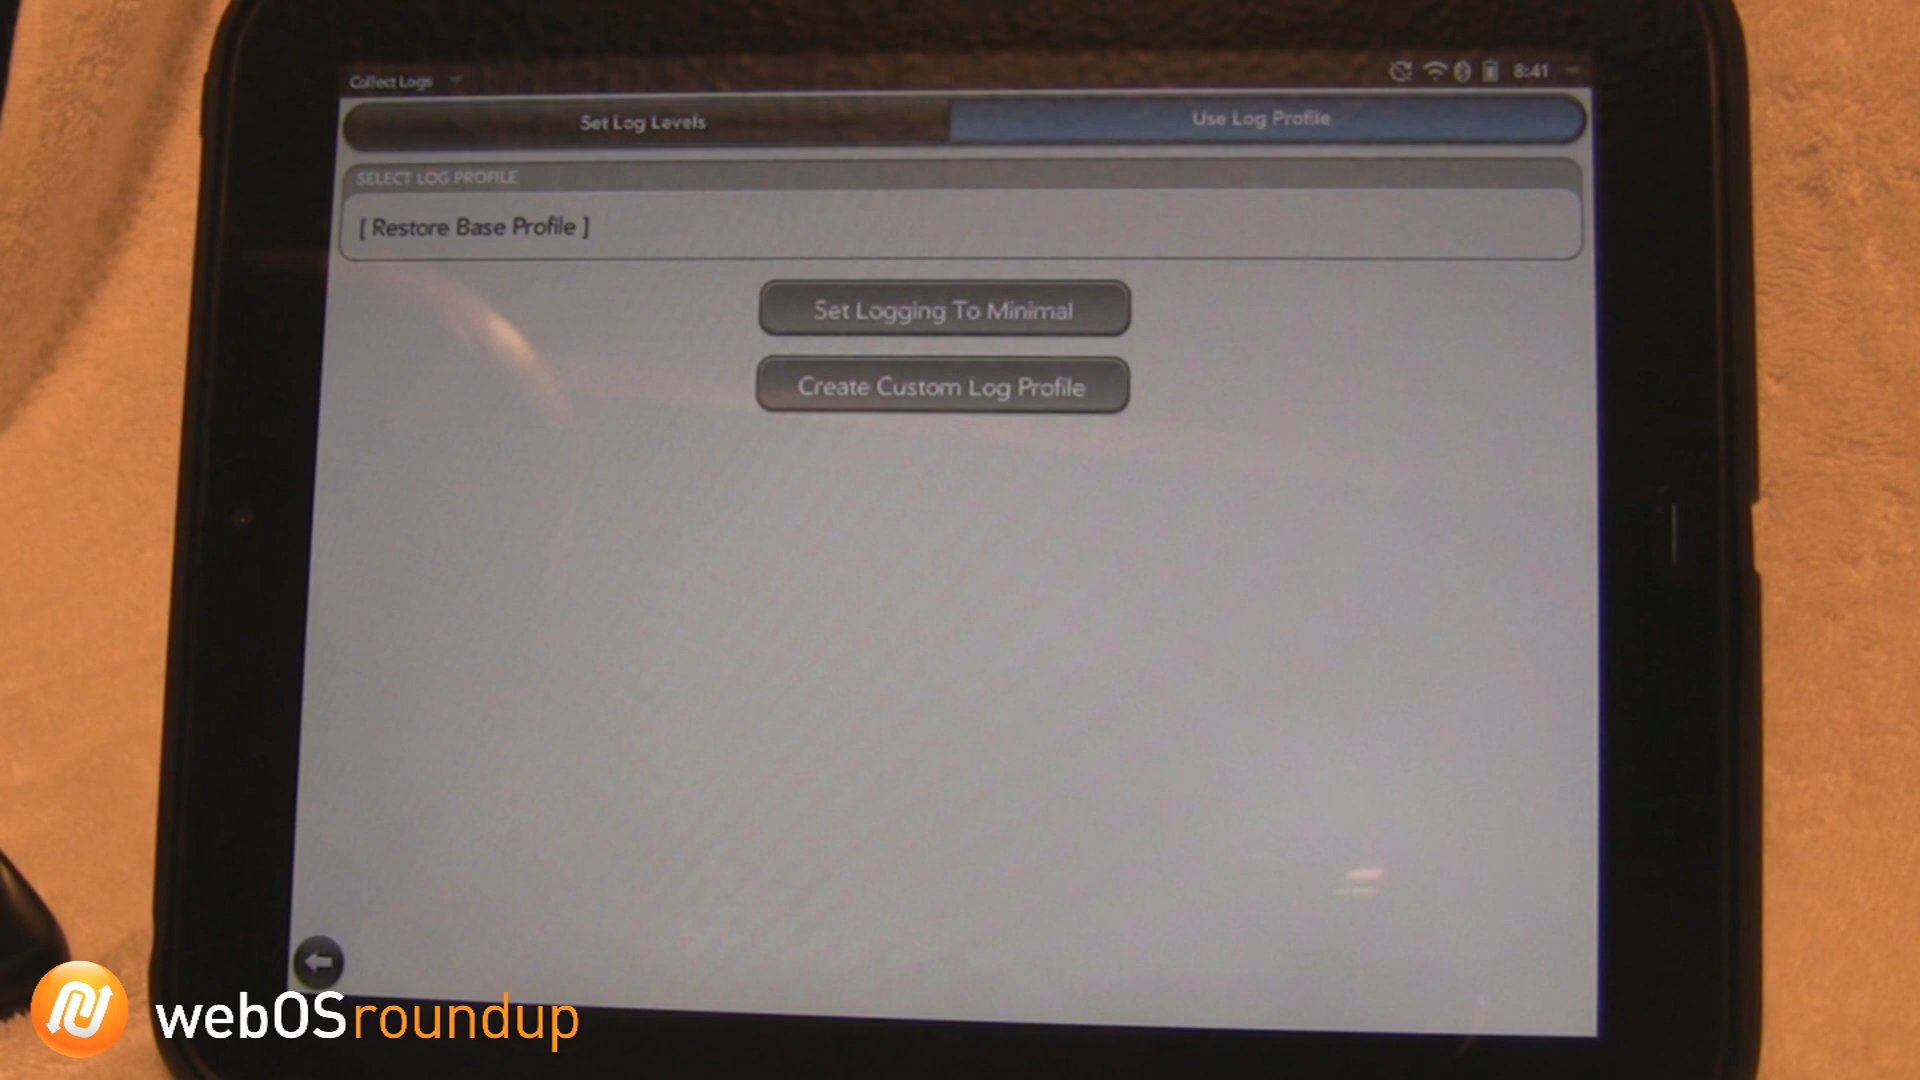 Collect Logs
8:41
Set Log Levels
Use Log Profile
SELECT LOG PROFILE
[ Restore Base Profile ]
Set Logging To Minimal
Create Custom Log Profile
webOSroundup